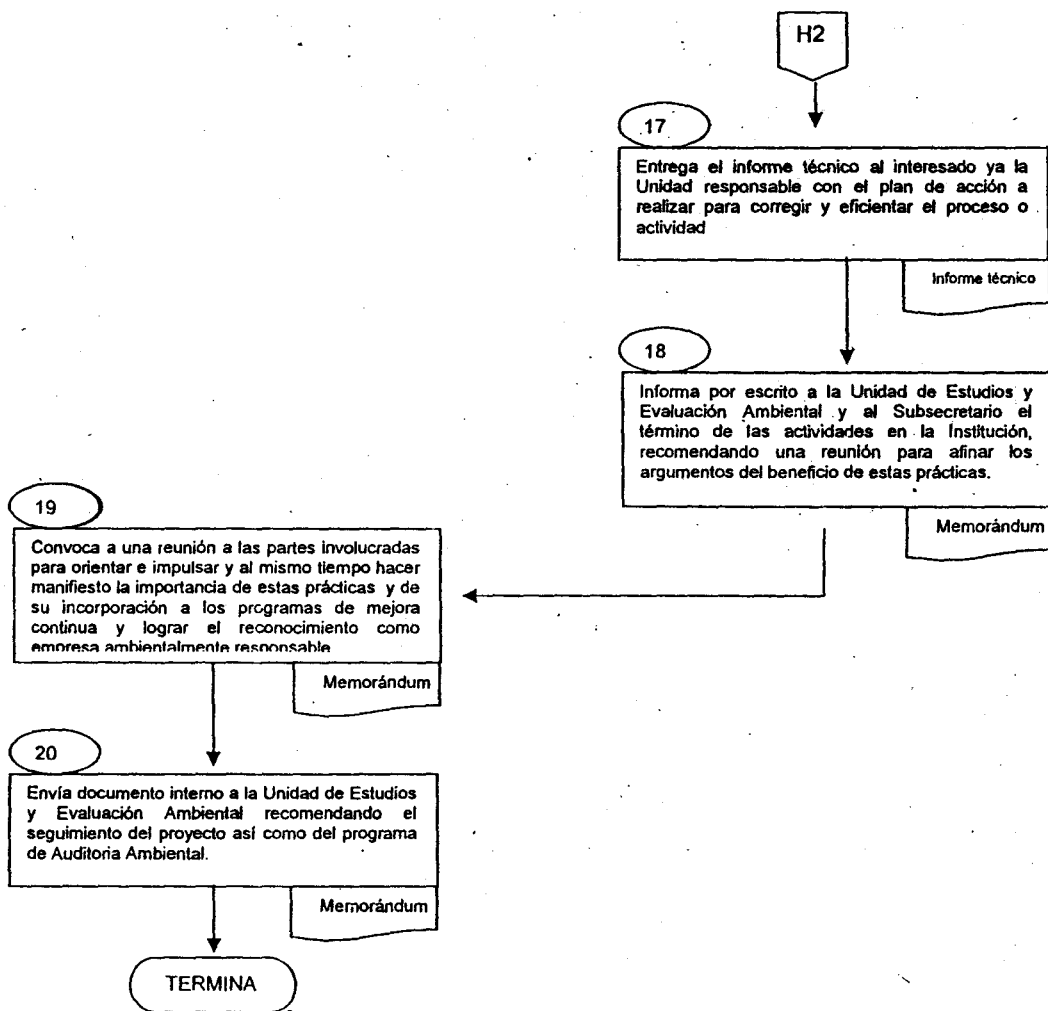 H2
17
Entrega el informe técnico al interesado ya la
Unidad responsable con el plan de acción a
realizar para corregir y eficientar el proceso o
actividad
Informe técnico
18
Informa por escrito a la Unidad de Estudios y
Evaluación Ambiental y al Subsecretario el
término de las actividades en la Institución,
recomendando una reunión para afinar los
argumentos del beneficio de estas prácticas.
Memorándum
19
Convoca a una reunión a las partes involucradas
para orientar e impulsar y al mismo tiempo hacer
manifiesto la importancia de estas prácticas y de
su incorporación a los programas de mejora
continua y lograr el reconocimiento como
empresa ambientalmente responsable
Memorándum
20
Envía documento interno a la Unidad de Estudios
y Evaluación Ambiental recomendando el
seguimiento del proyecto así como del programa
de Auditoria Ambiental.
Memorándum
TERMINA